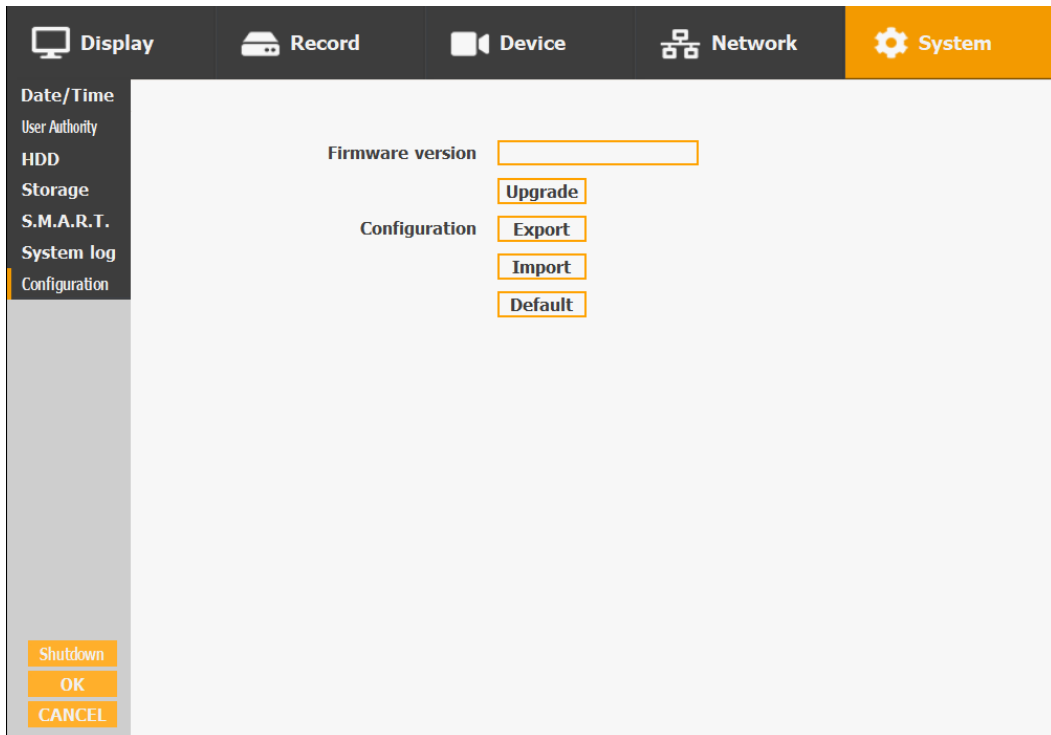 Display Record Device Network System
Date/Time
User Authority
HDD
Storage
S.M.A.R.T.
System log
Configuration
Firmware version
Upgrade
Configuration Export
Import
Default
Shutdown
OK
CANCEL